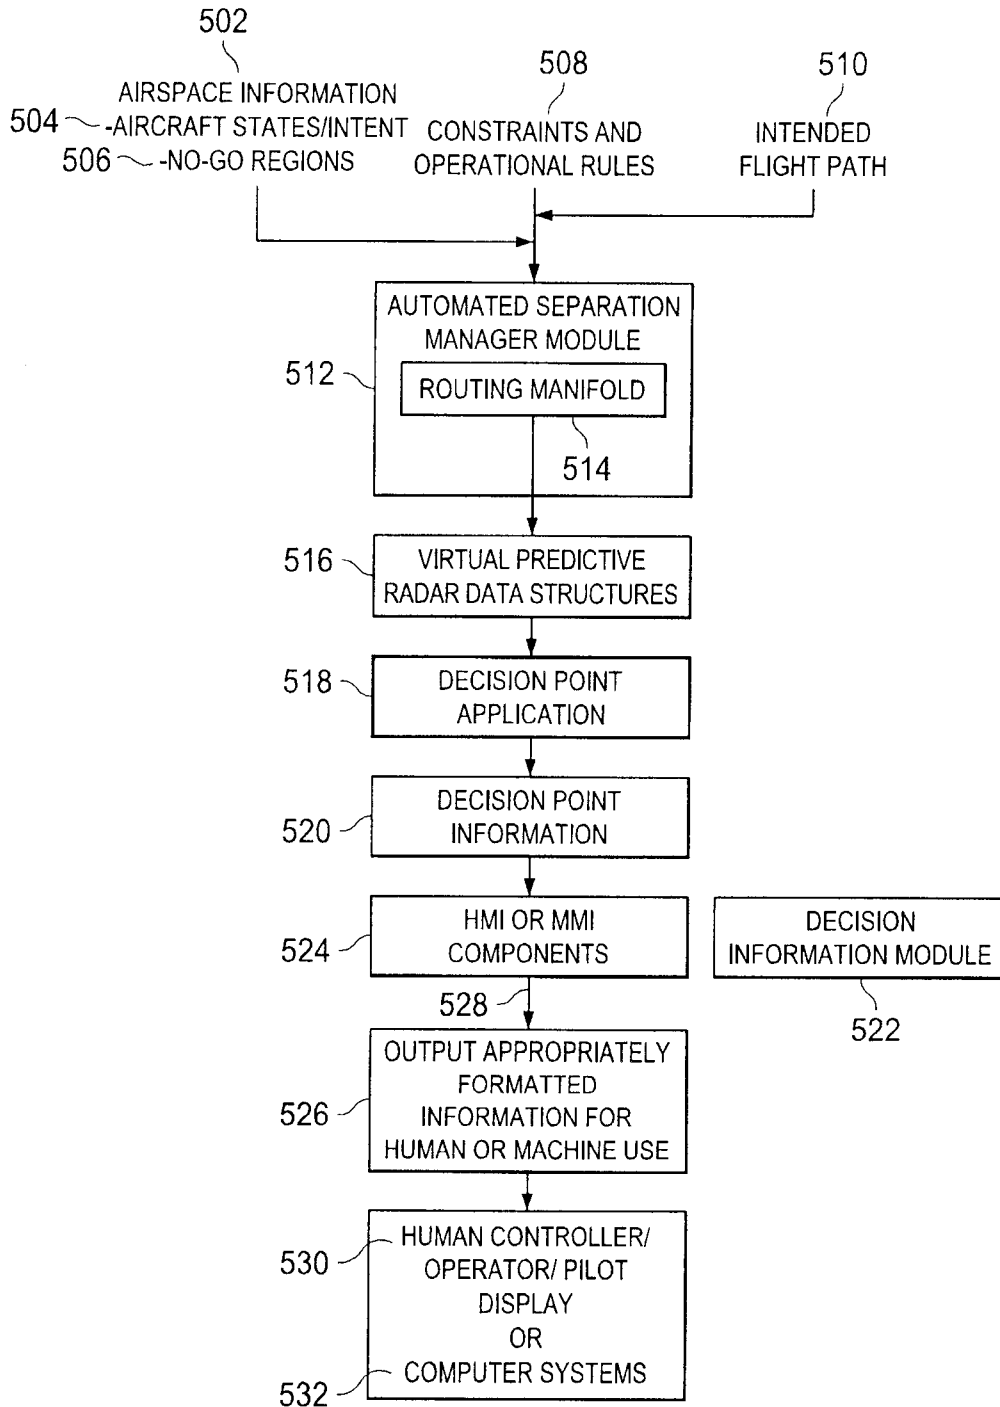 502
AIRSPACE INFORMATION
504 -AIRCRAFT STATES/INTENT
506 -NO-GO REGIONS
508
CONSTRAINTS AND
OPERATIONAL RULES
510
INTENDED
FLIGHT PATH
AUTOMATED SEPARATION
MANAGER MODULE
512
ROUTING MANIFOLD
514
516
VIRTUAL PREDICTIVE
RADAR DATA STRUCTURES
518
DECISION POINT
APPLICATION
520
DECISION POINT
INFORMATION
524
HMI OR MMI
COMPONENTS
DECISION
INFORMATION MODULE
522
528
OUTPUT APPROPRIATELY
FORMATTED
526
INFORMATION FOR
HUMAN OR MACHINE USE
530
HUMAN CONTROLLER/
OPERATOR/ PILOT
DISPLAY
OR
532
COMPUTER SYSTEMS